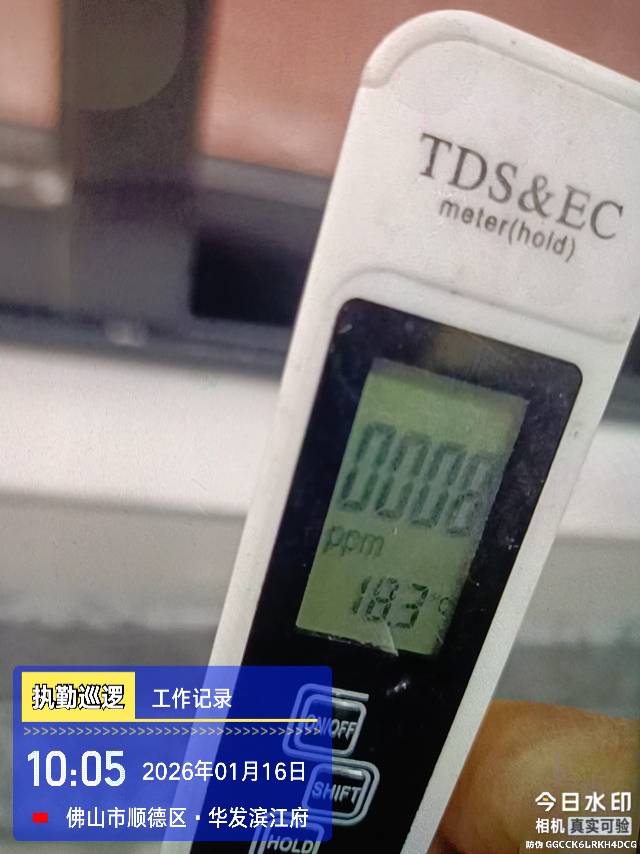 TDS&EC
meter(hold)
0008
ppm
18.3°C
ON/OFF
SHIFT
HOLD
执勤巡逻 工作记录
10:05 2026年01月16日
佛山市顺德区·华发滨江府
今日水印
相机 真实可验
防伪 GGCCK6LRKH4DCG